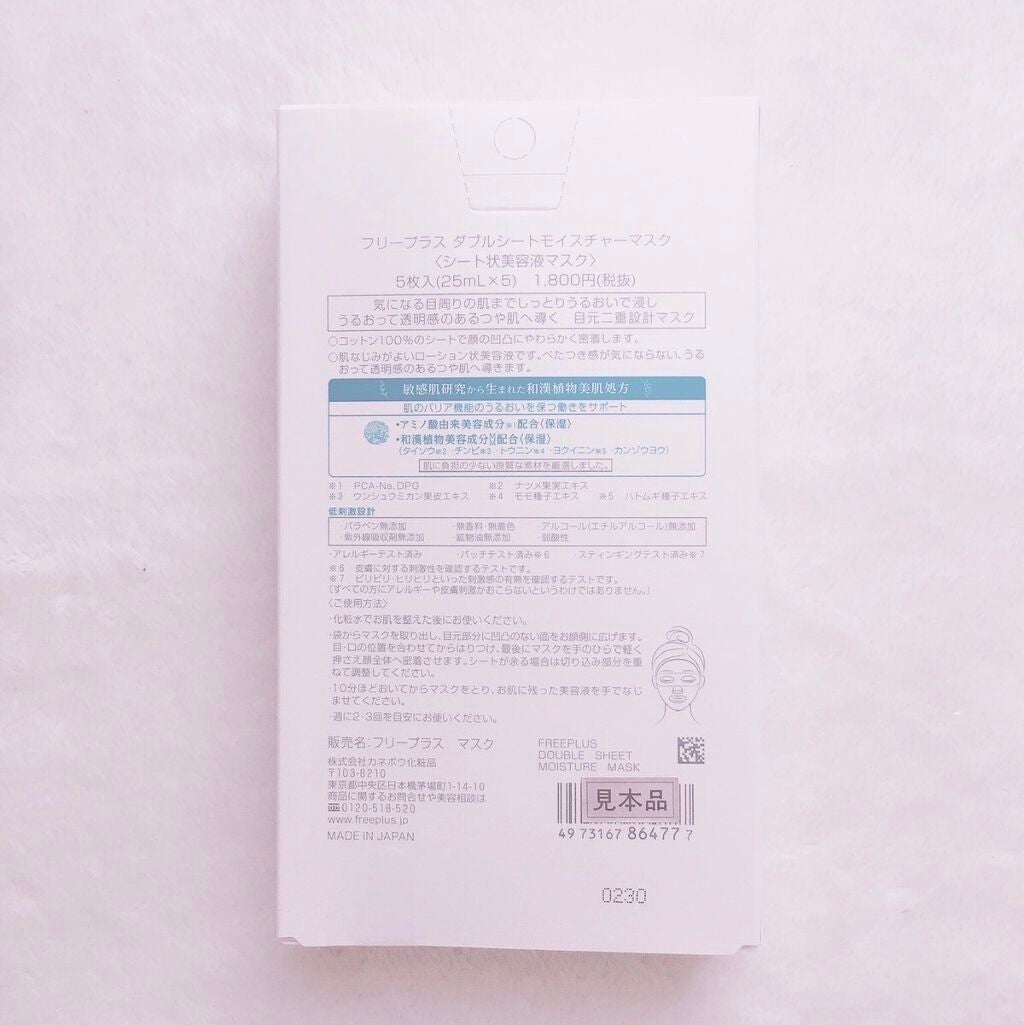 フリープラス ダブルシートモイスチャーマスク
〈シート状美容液マスク〉
5枚入(25mL×5) 1,800円(税抜)
気になる目周りの肌までしっとりうるおいで浸し
うるおって透明感のあるつや肌へ導く 目元二重設計マスク
○コットン100%のシートで顔の凹凸にやわらかく密着します。
○肌なじみがよいローション状美容液です。べたつき感が気にならない、うる
おって透明感のあるつや肌へ導きます。
敏感肌研究から生まれた和漢植物美肌処方
肌のバリア機能のうるおいを保つ働きをサポート
・アミノ酸由来美容成分※1配合〈保湿〉
・和漢植物美容成分配合〈保湿〉
(タイソウ※2・チンピ※3・トウニン※4・ヨクイニン※5・カンゾウヨウ)
肌に負担の少ない良質な素材を厳選しました。
※1 PCA-Na、DPG ※2 ナツメ果実エキス
※3 ウンシュウミカン果皮エキス ※4 モモ種子エキス ※5 ハトムギ種子エキス
低刺激設計
・パラベン無添加 ・無香料・無着色 ・アルコール(エチルアルコール)無添加
・紫外線吸収剤無添加 ・鉱物油無添加 ・弱酸性
・アレルギーテスト済み ・パッチテスト済み※6 ・スティンギングテスト済み※7
※6 皮膚に対する刺激性を確認するテストです。
※7 ピリピリ・ヒリヒリといった刺激感の有無を確認するテストです。
〔すべての方にアレルギーや皮膚刺激がおこらないというわけではありません。〕
〈ご使用方法〉
・化粧水でお肌を整えた後にお使いください。
・袋からマスクを取り出し、目元部分に凹凸のない面をお顔側に広げます。
目・口の位置を合わせてからはりつけ、最後にマスクを手のひらで軽く
押さえ顔全体へ密着させます。シートが余る場合は切り込み部分を重
ねて調整してください。
・10分ほどおいてからマスクをとり、お肌に残った美容液を手でなじ
ませてください。
・週に2・3回を目安にお使いください。
販売名：フリープラス マスク
株式会社カネボウ化粧品
〒103-8210
東京都中央区日本橋茅場町1-14-10
商品に関するお問合せや美容相談は
0120-518-520
www.freeplus.jp
MADE IN JAPAN
FREEPLUS
DOUBLE SHEET
MOISTURE MASK
見本品
49 73167 86477 7
0230